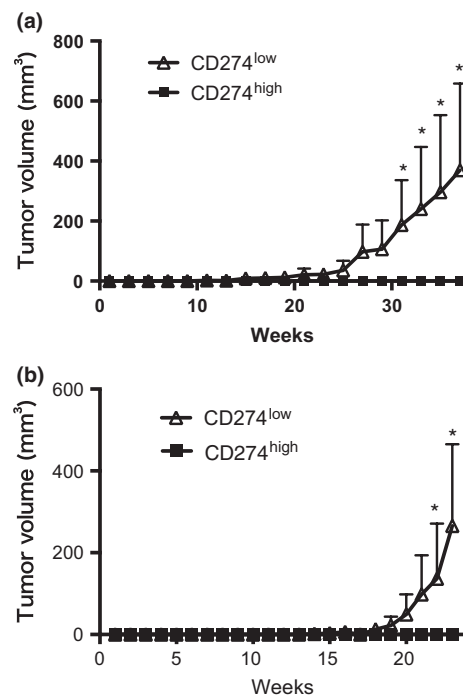 (a)
800
600
400
200
0
Tumor volume (mm³)
CD274low
CD274high
*
*
*
*
0 10 20 30
Weeks
(b)
600
400
200
0
Tumor volume (mm³)
CD274low
CD274high
*
*
0 5 10 15 20
Weeks